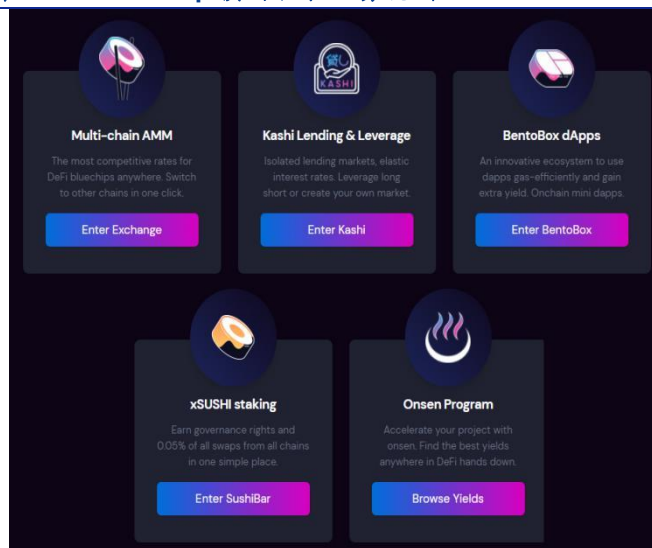 貸し
KASHI
Multi-chain AMM
Kashi Lending & Leverage
BentoBox dApps
The most competitive rates for
DeFi bluechips anywhere. Switch
to other chains in one click.
Isolated lending markets, elastic
interest rates. Leverage long
short or create your own market.
An innovative ecosystem to use
dapps gas-efficiently and gain
extra yield. Onchain mini dapps.
Enter Exchange
Enter Kashi
Enter BentoBox
xSUSHI staking
Onsen Program
Earn governance rights and
0.05% of all swaps from all chains
in one simple place.
Accelerate your project with
onsen. Find the best yields
anywhere in DeFi hands down.
Enter SushiBar
Browse Yields